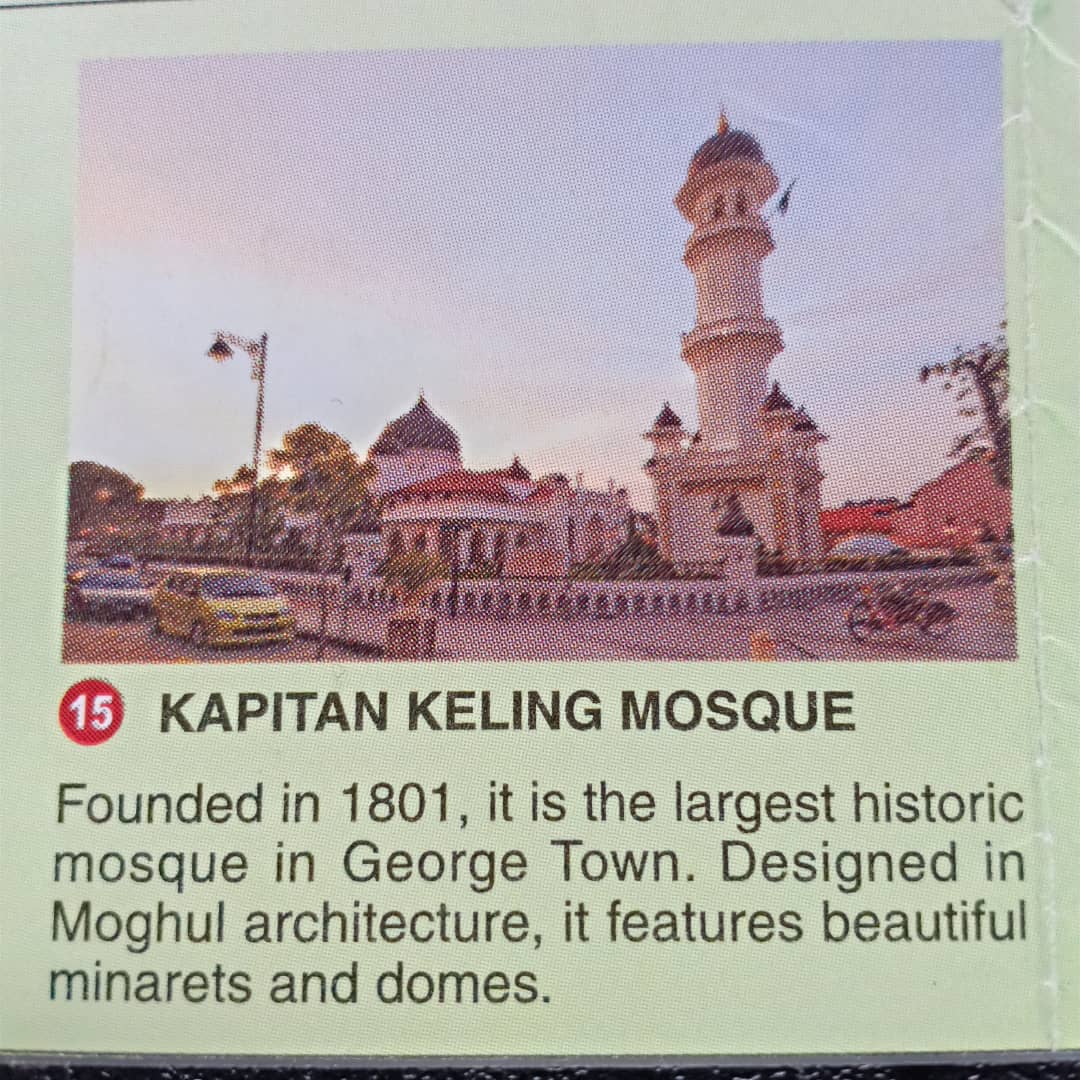 15 KAPITAN KELING MOSQUE
Founded in 1801, it is the largest historic
mosque in George Town. Designed in
Moghul architecture, it features beautiful
minarets and domes.